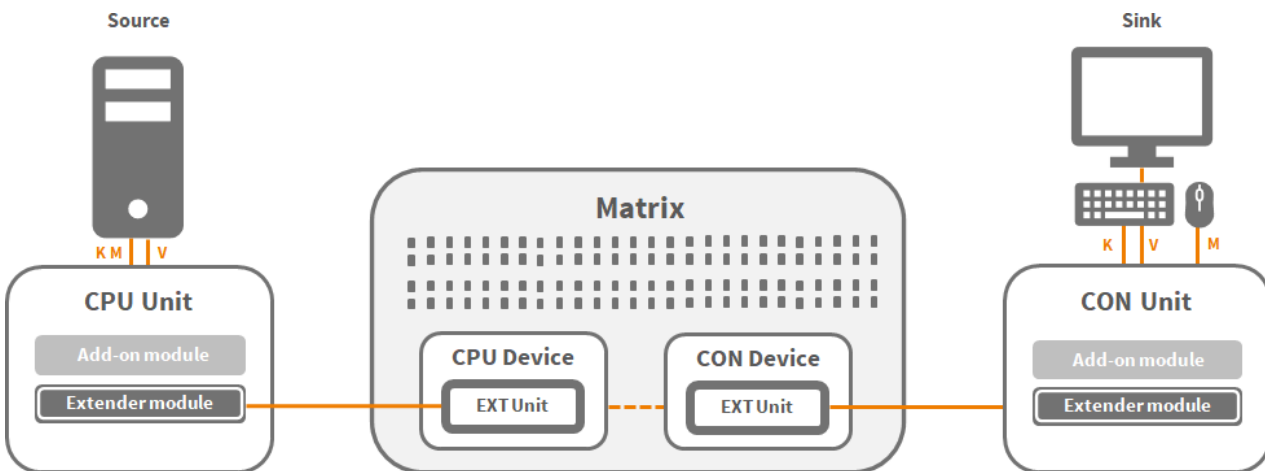 Source
Sink
Matrix
K M
V
K
V
M
CPU Unit
CON Unit
Add-on module
Extender module
CPU Device
EXT Unit
CON Device
EXT Unit
Add-on module
Extender module